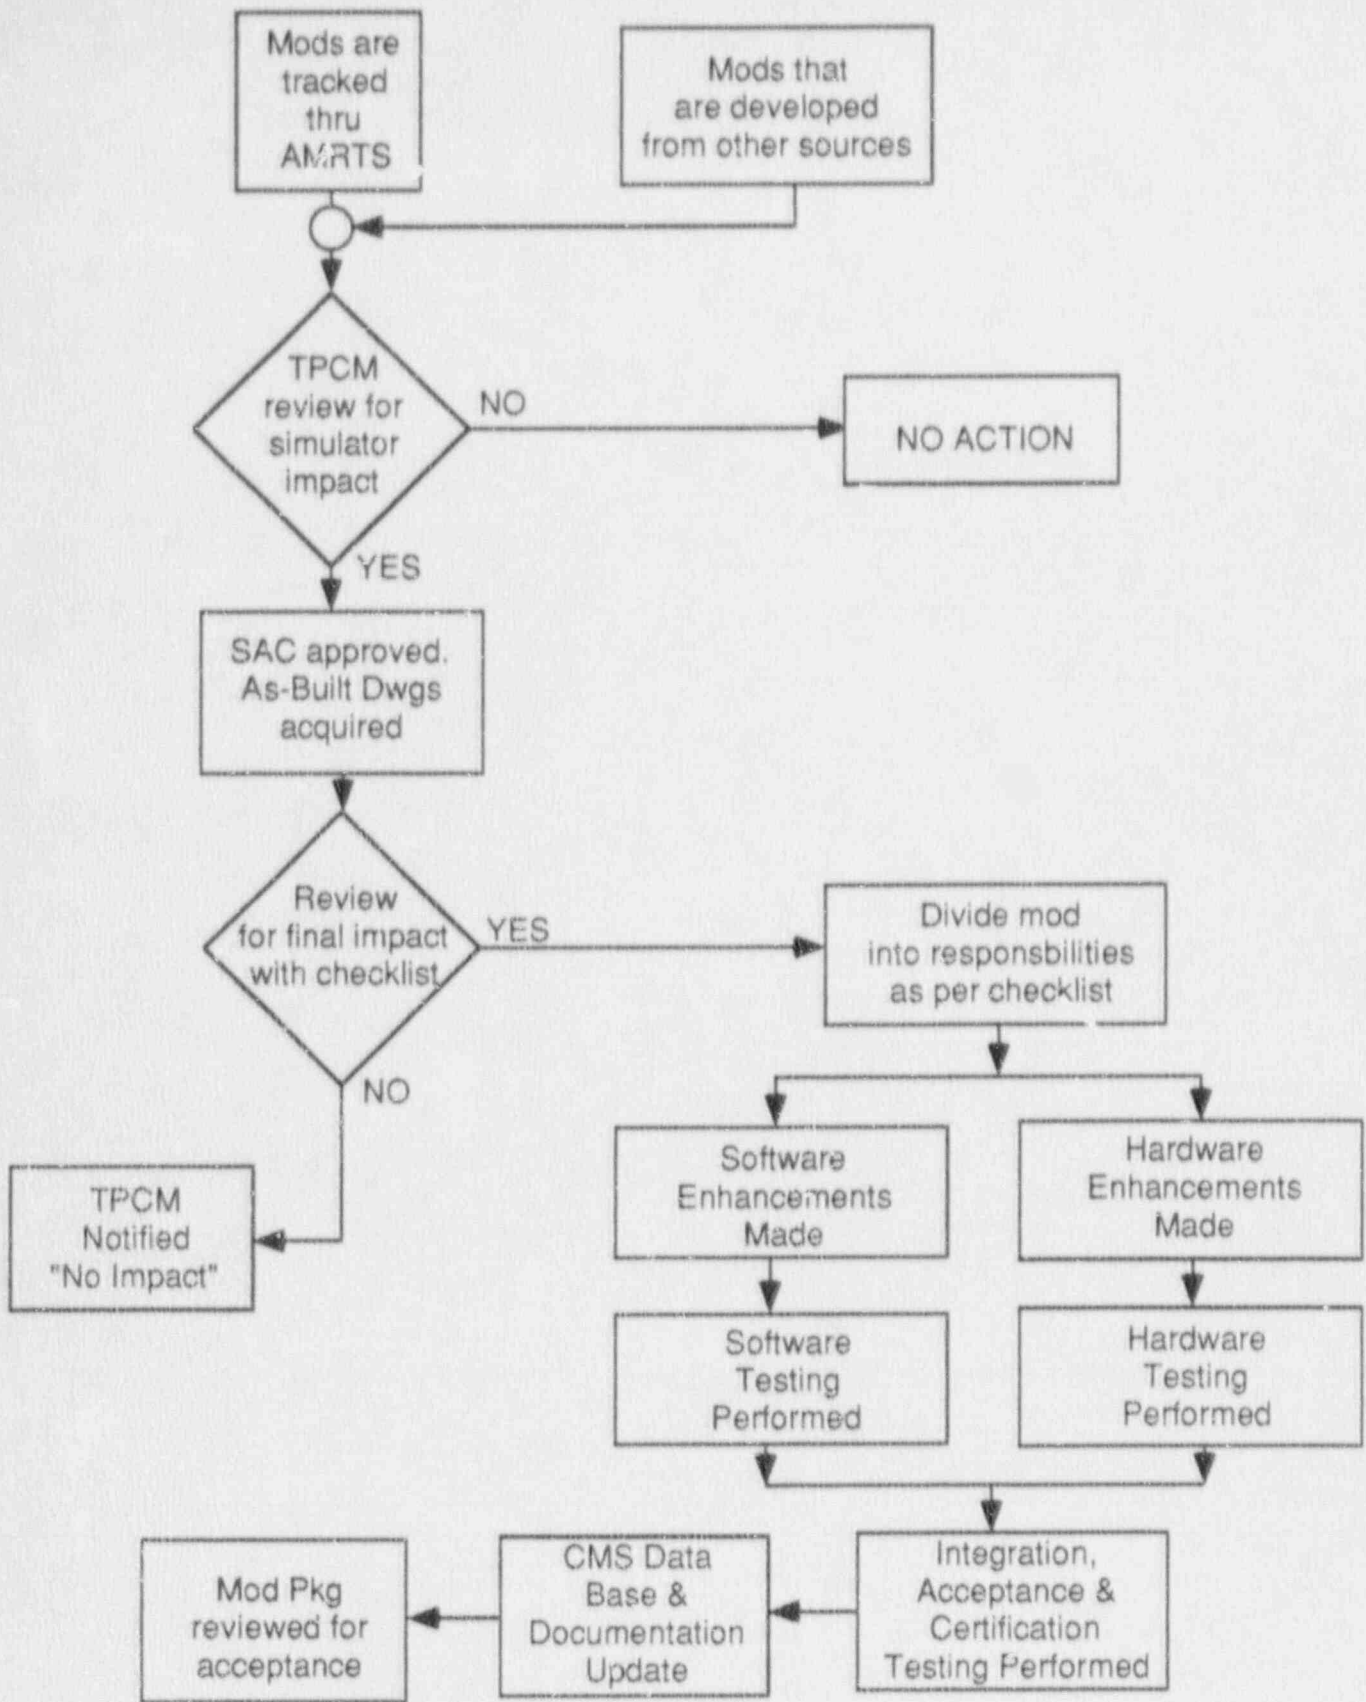 Mods are
tracked
thru
AMRTS
Mods that
are developed
from other sources
TPCM
review for
simulator
impact
NO
NO ACTION
YES
SAC approved.
As-Built Dwgs
acquired
Review
for final impact
with checklist
YES
Divide mod
into responsbilities
as per checklist
NO
TPCM
Notified
"No Impact"
Software
Enhancements
Made
Hardware
Enhancements
Made
Software
Testing
Performed
Hardware
Testing
Performed
Integration,
Acceptance &
Certification
Testing Performed
CMS Data
Base &
Documentation
Update
Mod Pkg
reviewed for
acceptance